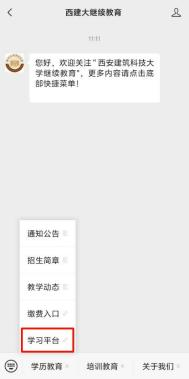 西建大继续教育
11:11
您好，欢迎关注“西安建筑科技大
学继续教育”，更多内容请点击底
部快捷菜单！
通知公告
招生简章
教学动态
缴费入口
学习平台
学历教育
培训教育
关于我们